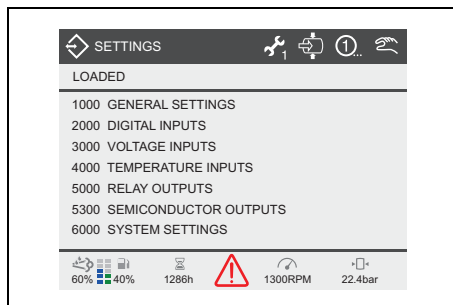 SETTINGS
1
1...
LOADED
1000 GENERAL SETTINGS
2000 DIGITAL INPUTS
3000 VOLTAGE INPUTS
4000 TEMPERATURE INPUTS
5000 RELAY OUTPUTS
5300 SEMICONDUCTOR OUTPUTS
6000 SYSTEM SETTINGS
60% 40% 1286h 1300RPM 22.4bar